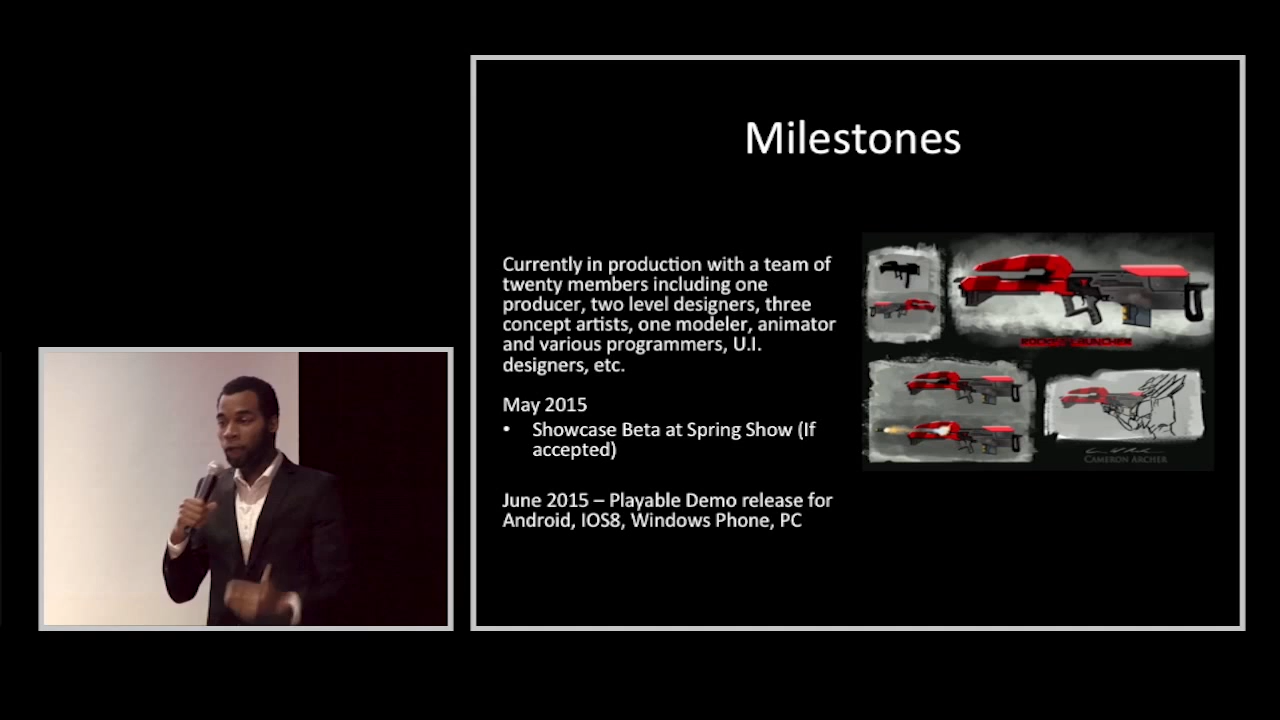 Milestones
Currently in production with a team of
twenty members including one
producer, two level designers, three
concept artists, one modeler, animator
and various programmers, U.I.
designers, etc.
May 2015
• Showcase Beta at Spring Show (If
accepted)
June 2015 – Playable Demo release for
Android, IOS8, Windows Phone, PC
ROCKET LAUNCHER
CAMERON ARCHER